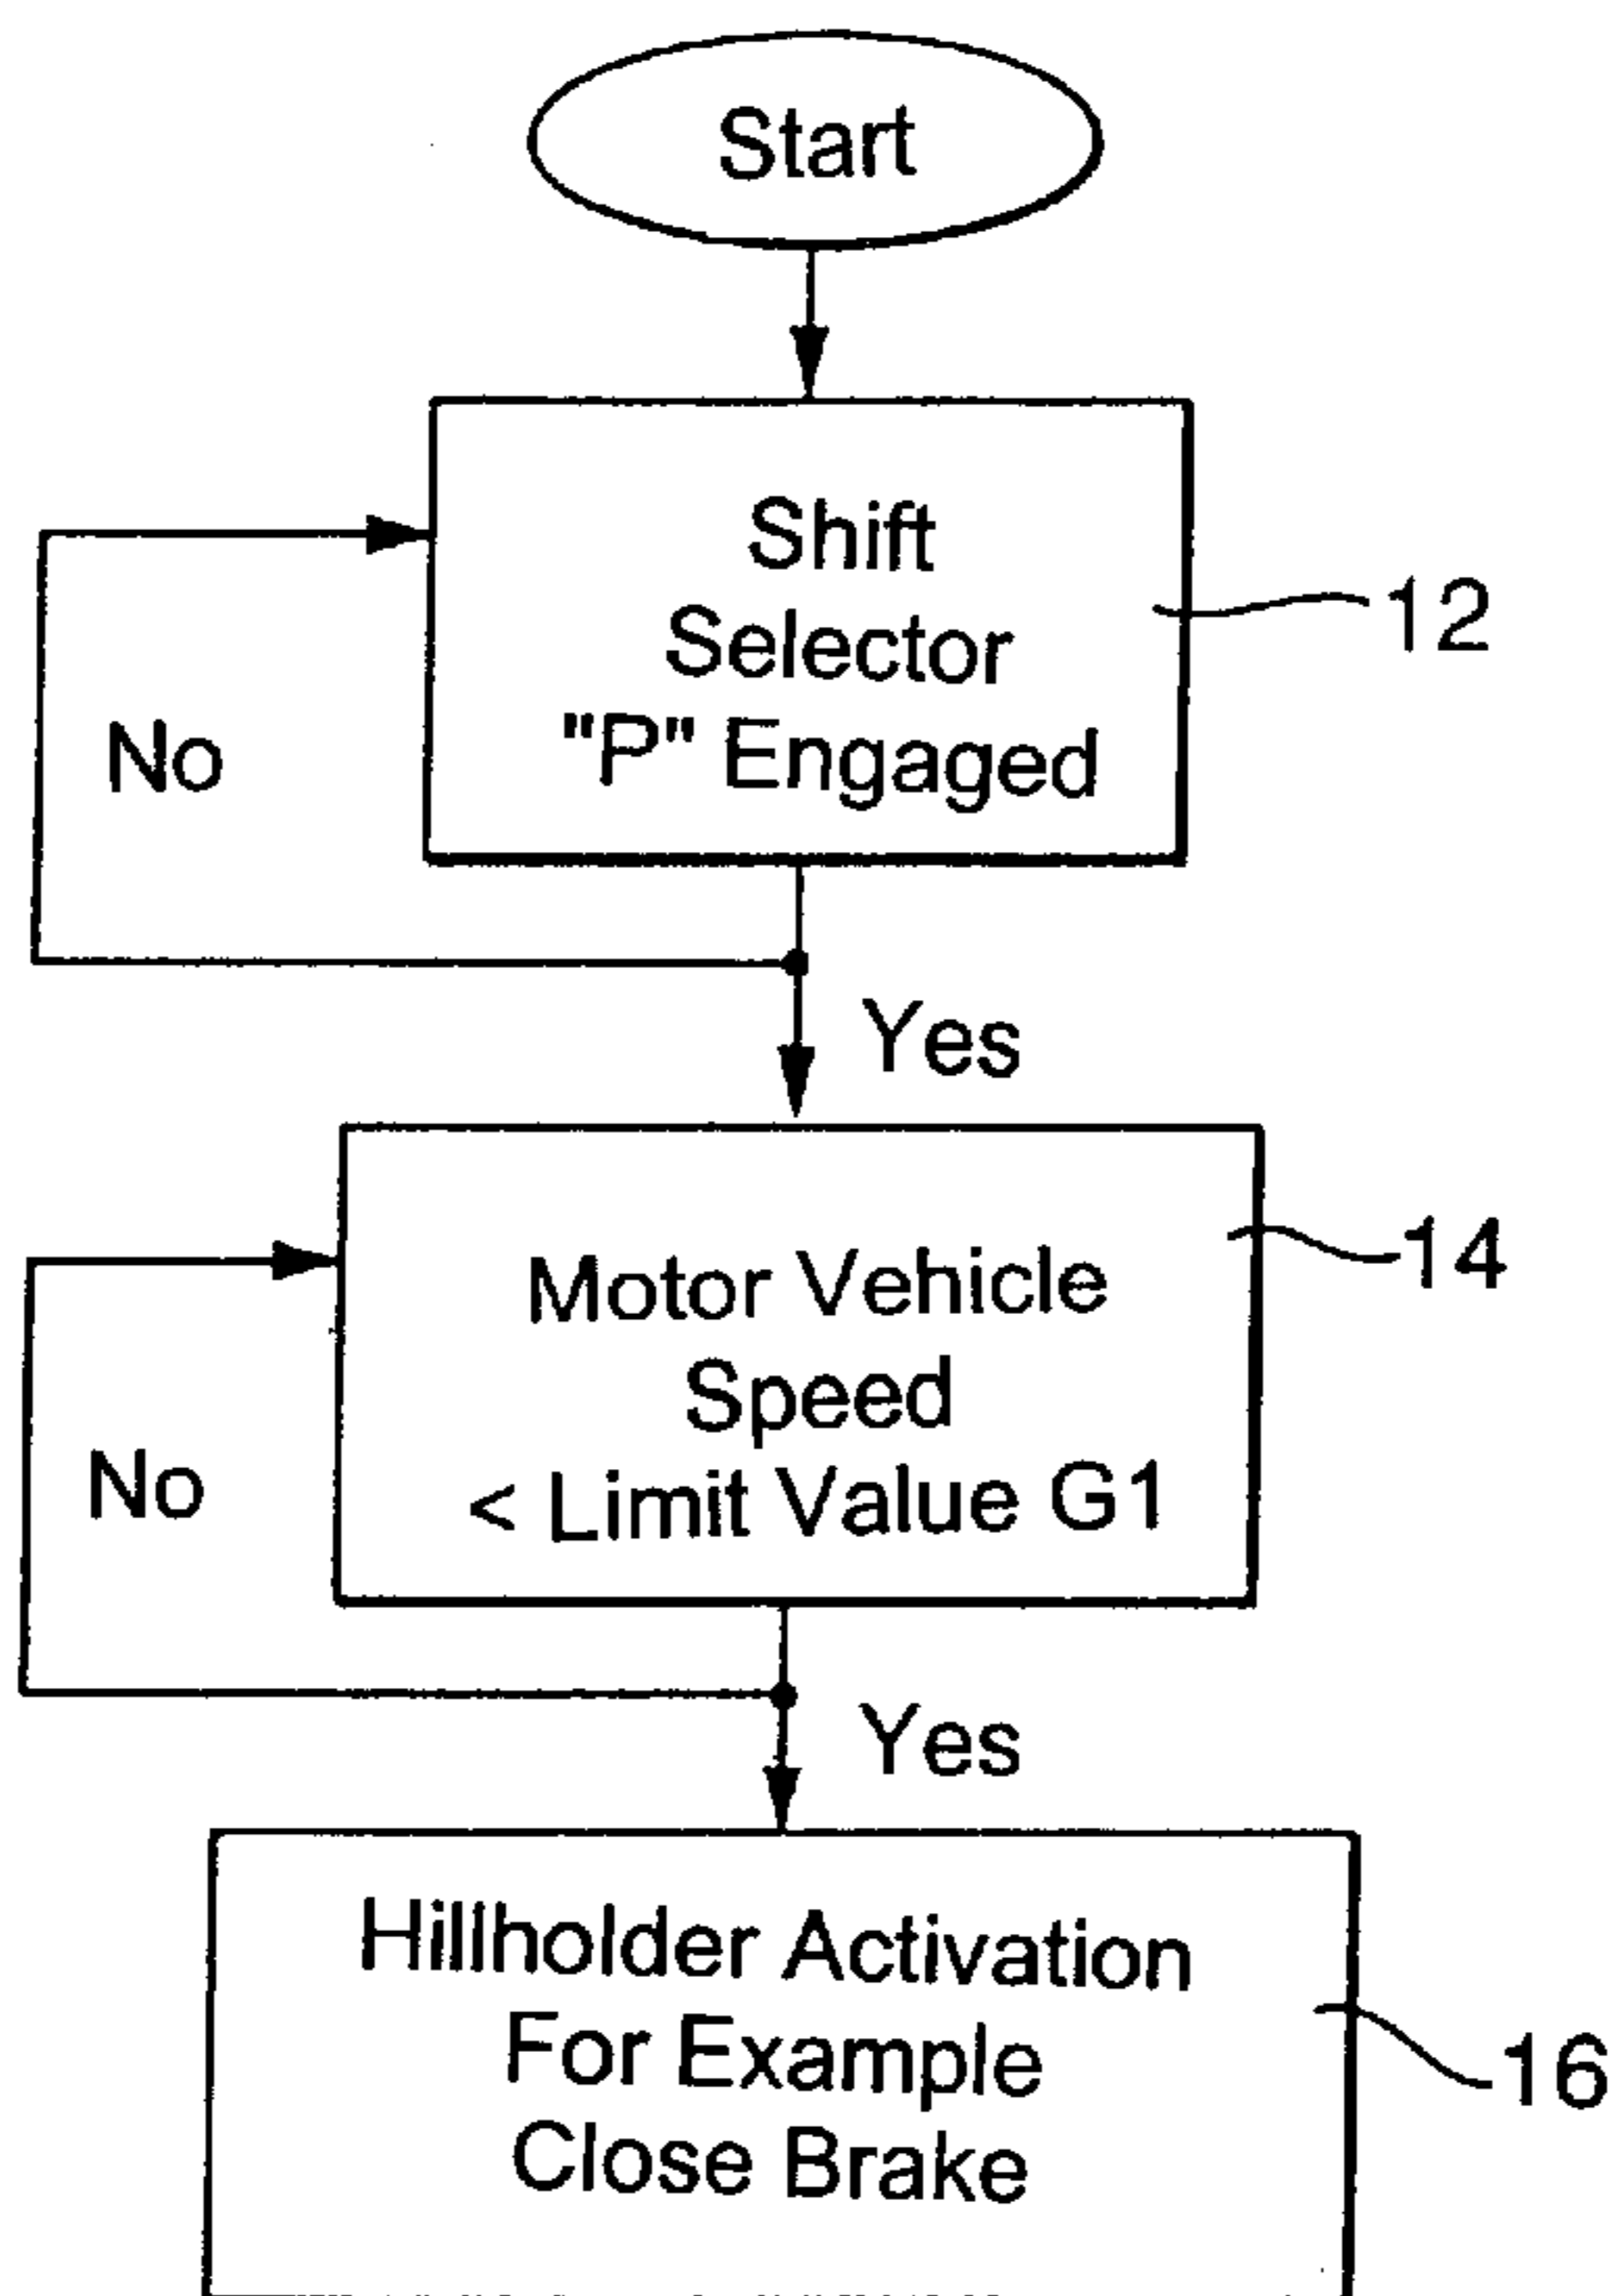 Start
Shift
Selector
"P" Engaged
12
No
Yes
Motor Vehicle
Speed
< Limit Value G1
14
No
Yes
Hillholder Activation
For Example
Close Brake
16